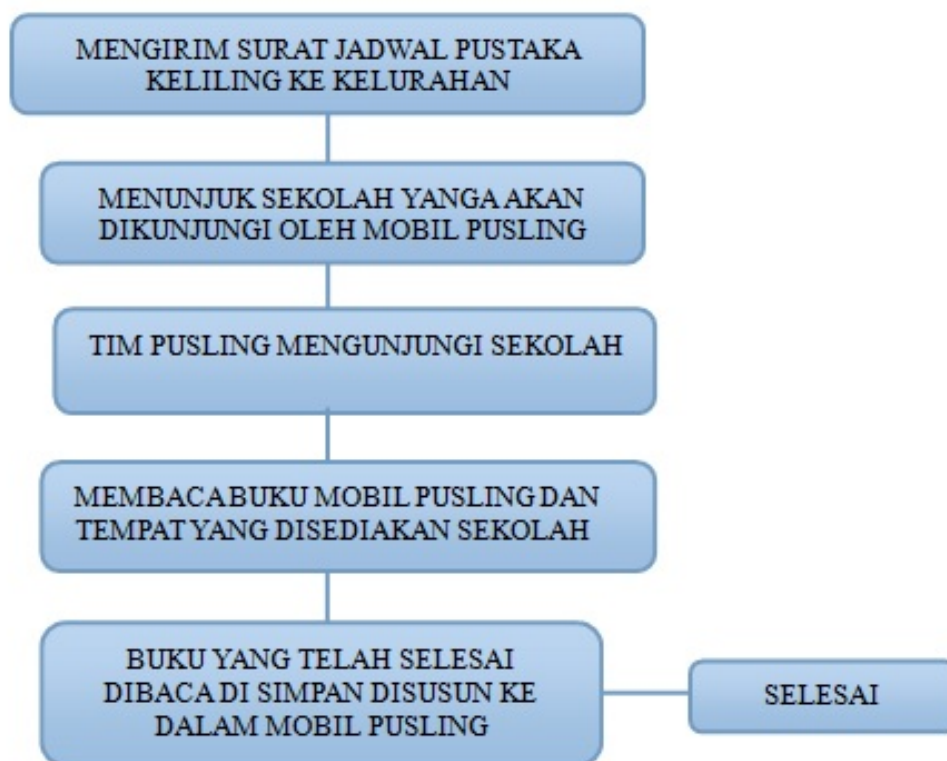 MENGIRIM SURAT JADWAL PUSTAKA
KELILING KE KELURAHAN
MENUNJUK SEKOLAH YANGA AKAN
DIKUNJUNGI OLEH MOBIL PUSLING
TIM PUSLING MENGUNJUNGI SEKOLAH
MEMBACA BUKU MOBIL PUSLING DAN
TEMPAT YANG DISEDIAKAN SEKOLAH
BUKU YANG TELAH SELESAI
DIBACA DI SIMPAN DISUSUN KE
DALAM MOBIL PUSLING
SELESAI